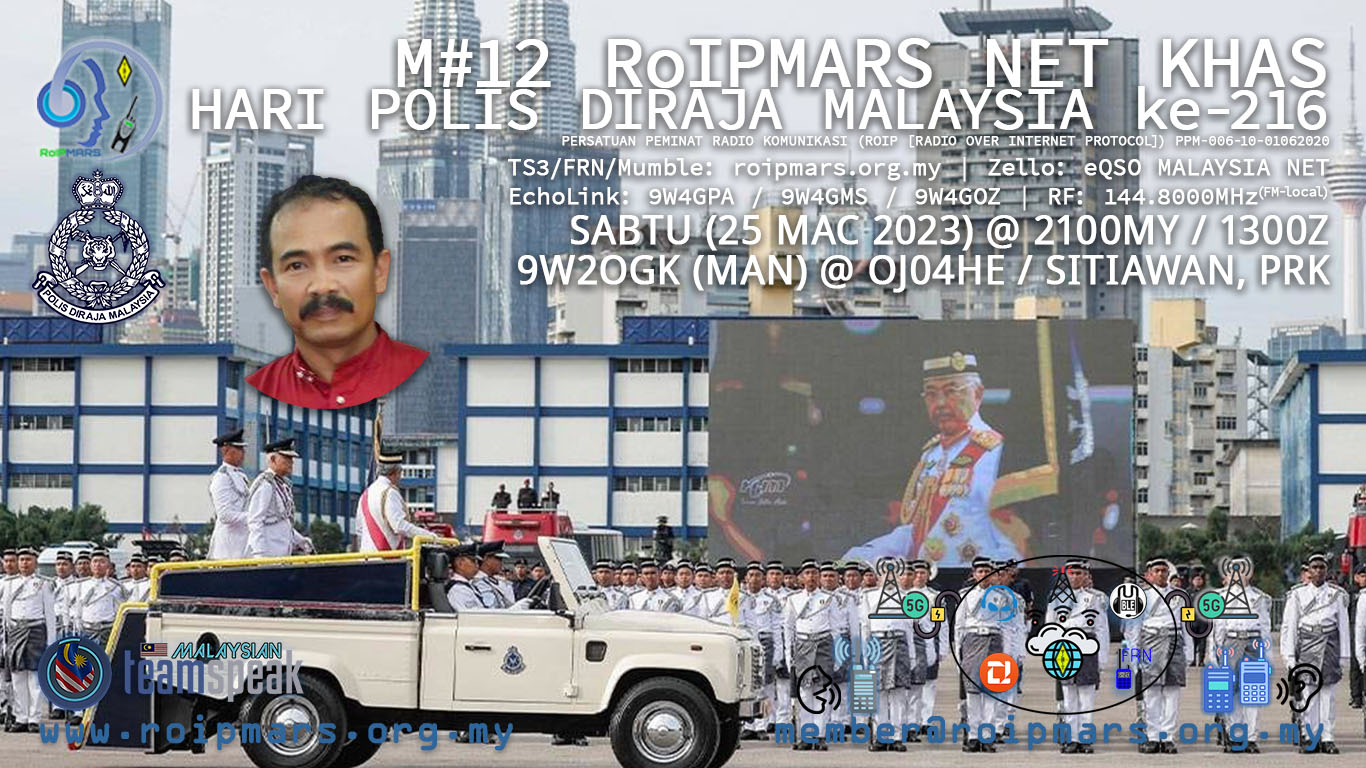 M#12 RoIPMARS NET KHAS
HARI POLIS DIRAJA MALAYSIA ke-216
PERSATUAN PEMINAT RADIO KOMUNIKASI (ROIP [RADIO OVER INTERNET PROTOCOL]) PPM-006-10-01062020
TS3/FRN/Mumble: roipmars.org.my | Zello: eQSO MALAYSIA NET
EchoLink: 9W4GPA / 9W4GMS / 9W4GOZ | RF: 144.8000MHz(FM-local)
SABTU (25 MAC 2023) @ 2100MY / 1300Z
9W2OGK (MAN) @ OJ04HE / SITIAWAN, PRK
RoIPMARS
POLIS DIRAJA MALAYSIA
5G
BLE
5G
FRN
MALAYSIAN
teamspeak
www.roipmars.org.my
member@roipmars.org.my